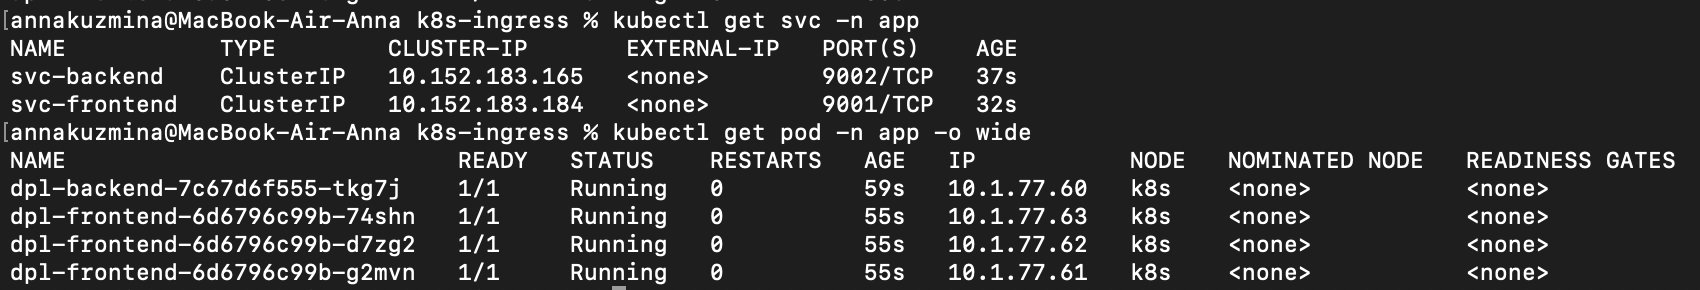 [annakuzmina@MacBook-Air-Anna k8s-ingress % kubectl get svc -n app
NAME TYPE CLUSTER-IP EXTERNAL-IP PORT(S) AGE
svc-backend ClusterIP 10.152.183.165 <none> 9002/TCP 37s
svc-frontend ClusterIP 10.152.183.184 <none> 9001/TCP 32s
[annakuzmina@MacBook-Air-Anna k8s-ingress % kubectl get pod -n app -o wide
NAME READY STATUS RESTARTS AGE IP NODE NOMINATED NODE READINESS GATES
dpl-backend-7c67d6f555-tkg7j 1/1 Running 0 59s 10.1.77.60 k8s <none> <none>
dpl-frontend-6d6796c99b-74shn 1/1 Running 0 55s 10.1.77.63 k8s <none> <none>
dpl-frontend-6d6796c99b-d7zg2 1/1 Running 0 55s 10.1.77.62 k8s <none> <none>
dpl-frontend-6d6796c99b-g2mvn 1/1 Running 0 55s 10.1.77.61 k8s <none> <none>